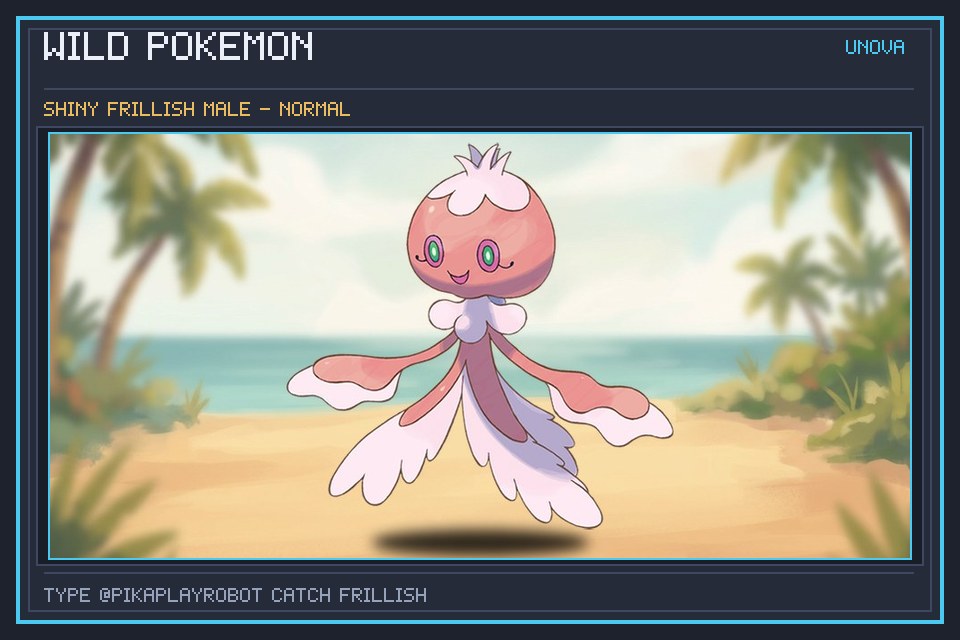 WILD POKEMON
UNOVA
SHINY FRILLISH MALE - NORMAL
TYPE @PIKAPLAYROBOT CATCH FRILLISH